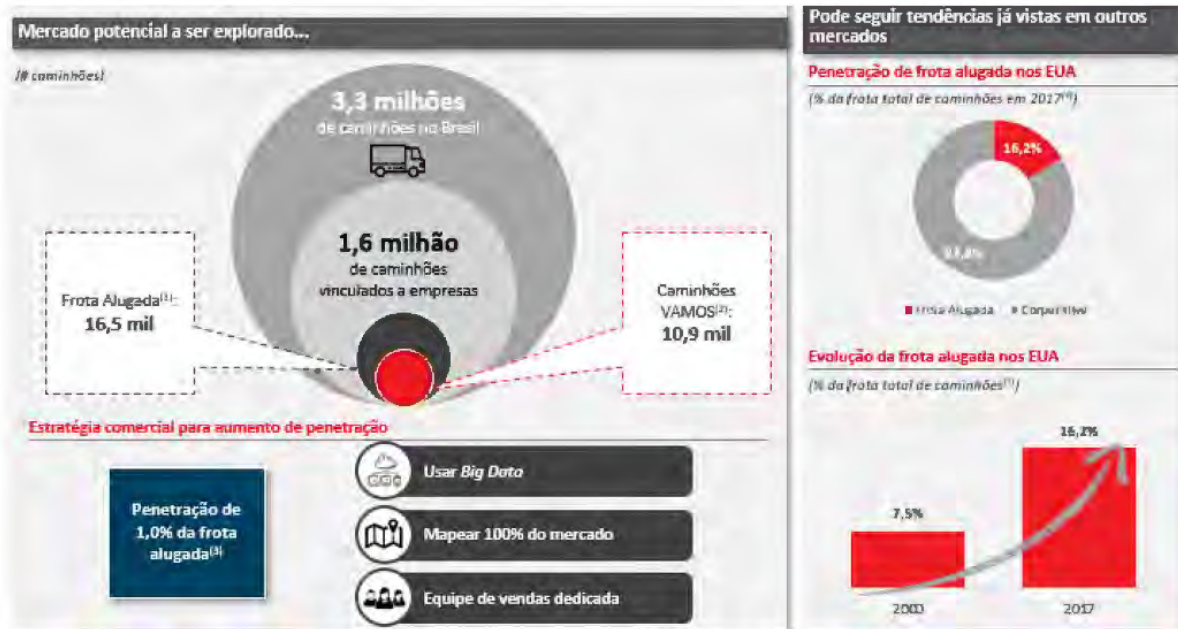 Mercado potencial a ser explorado...
(# caminhões)
3,3 milhões
de caminhões no Brasil
1,6 milhão
de caminhões
vinculados a empresas
Frota Alugada(1):
16,5 mil
Caminhões
VAMOS(2):
10,9 mil
Estratégia comercial para aumento de penetração
Penetração de
1,0% da frota
alugada(3)
Usar Big Data
Mapear 100% do mercado
Equipe de vendas dedicada
Pode seguir tendências já vistas em outros
mercados
Penetração de frota alugada nos EUA
(% da frota total de caminhões em 2017)
16,2%
Frota Alugada
Evolução da frota alugada nos EUA
(% da frota total de caminhões)
7,5%
16,2%
2017